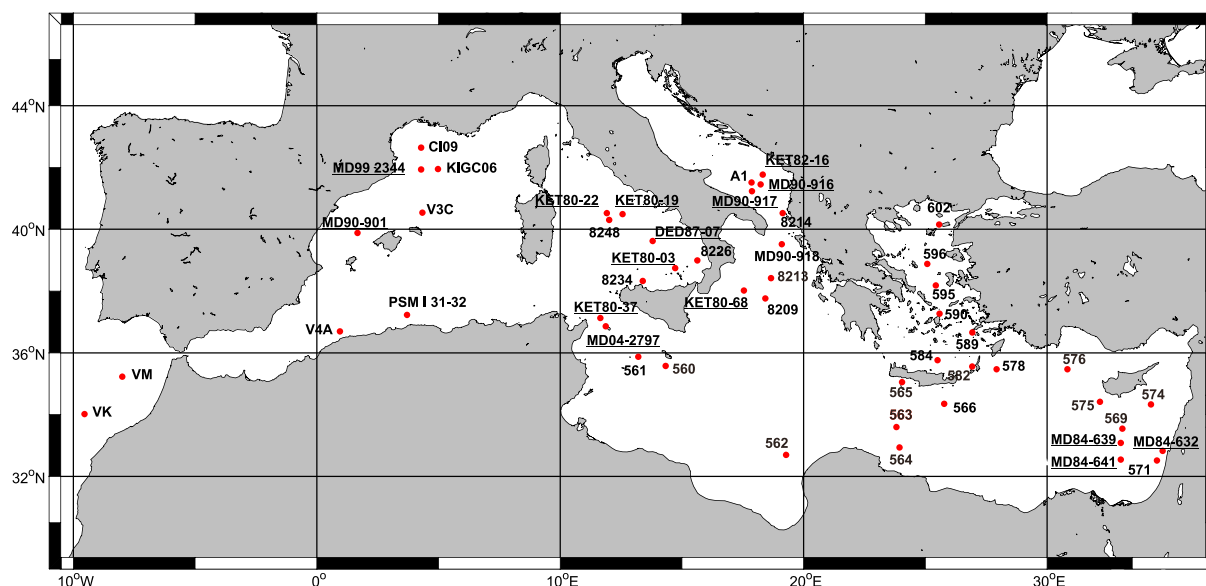 44°N
CI09
KET82-16
MD99 2344
KIGC06
A1
MD90-916
KET80-22
KET80-19
MD90-917
V3C
602
MD90-901
8248
8214
40°N
DED87-07
8226
MD90-918
596
KET80-03
8213
8234
595
PSM I 31-32
KET80-37
KET80-68
8209
590
V4A
MD04-2797
589
36°N
584
576
561
560
582
578
VM
565
575
574
VK
563
566
569
562
MD84-639
MD84-632
564
MD84-641
571
32°N
10°W
0°
10°E
20°E
30°E